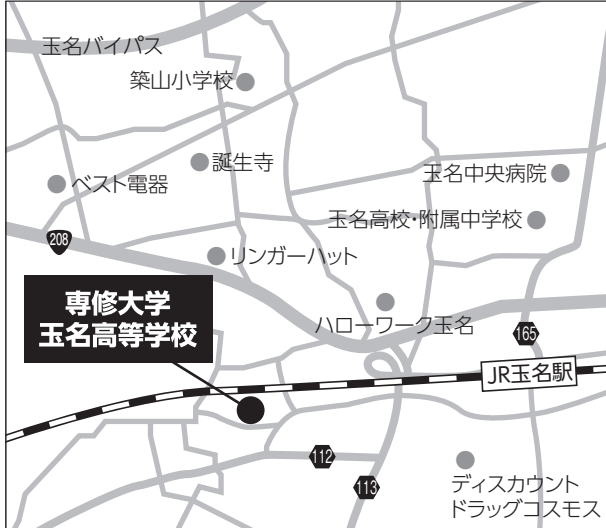 玉名バイパス
築山小学校
誕生寺
玉名中央病院
ベスト電器
玉名高校・附属中学校
208
リンガーハット
専修大学
玉名高等学校
ハローワーク玉名
165
JR玉名駅
112
113
ディスカウント
ドラッグコスモス